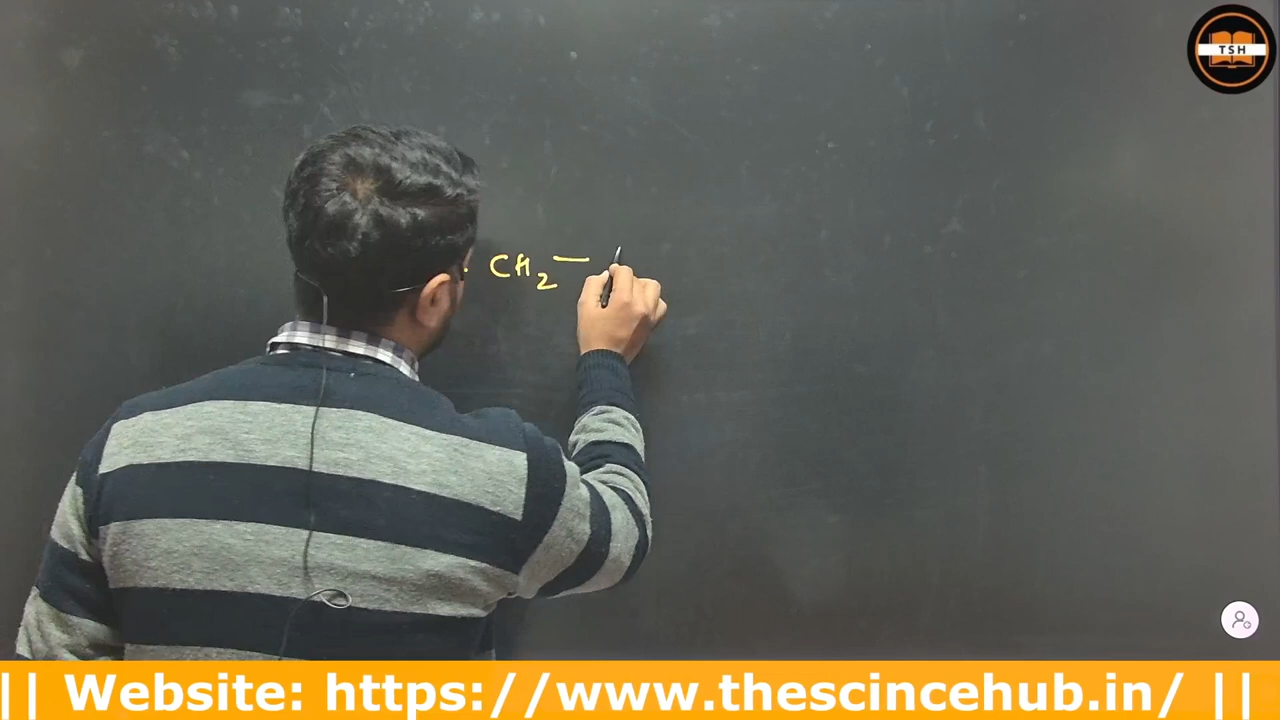 TSH
CH₂—
|| Website: https://www.thescincehub.in/ ||